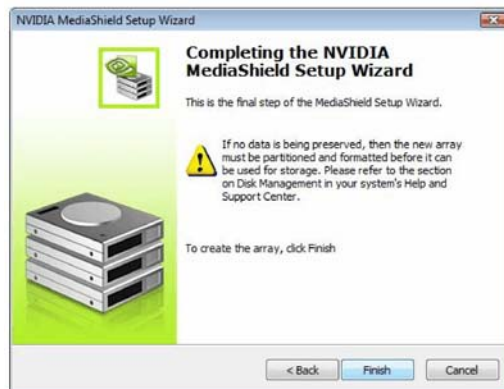 NVIDIA MediaShield Setup Wizard
Completing the NVIDIA
MediaShield Setup Wizard
This is the final step of the MediaShield Setup Wizard.
If no data is being preserved, then the new array
must be partitioned and formatted before it can
be used for storage. Please refer to the section
on Disk Management in your system's Help and
Support Center.
To create the array, click Finish
< Back
Finish
Cancel